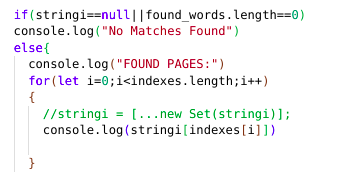 if(stringi==null||found_words.length==0)
console.log("No Matches Found")
else{
console.log("FOUND PAGES:")
for(let i=0;i<indexes.length;i++)
{
//stringi = [...new Set(stringi)];
console.log(stringi[indexes[i]])
}